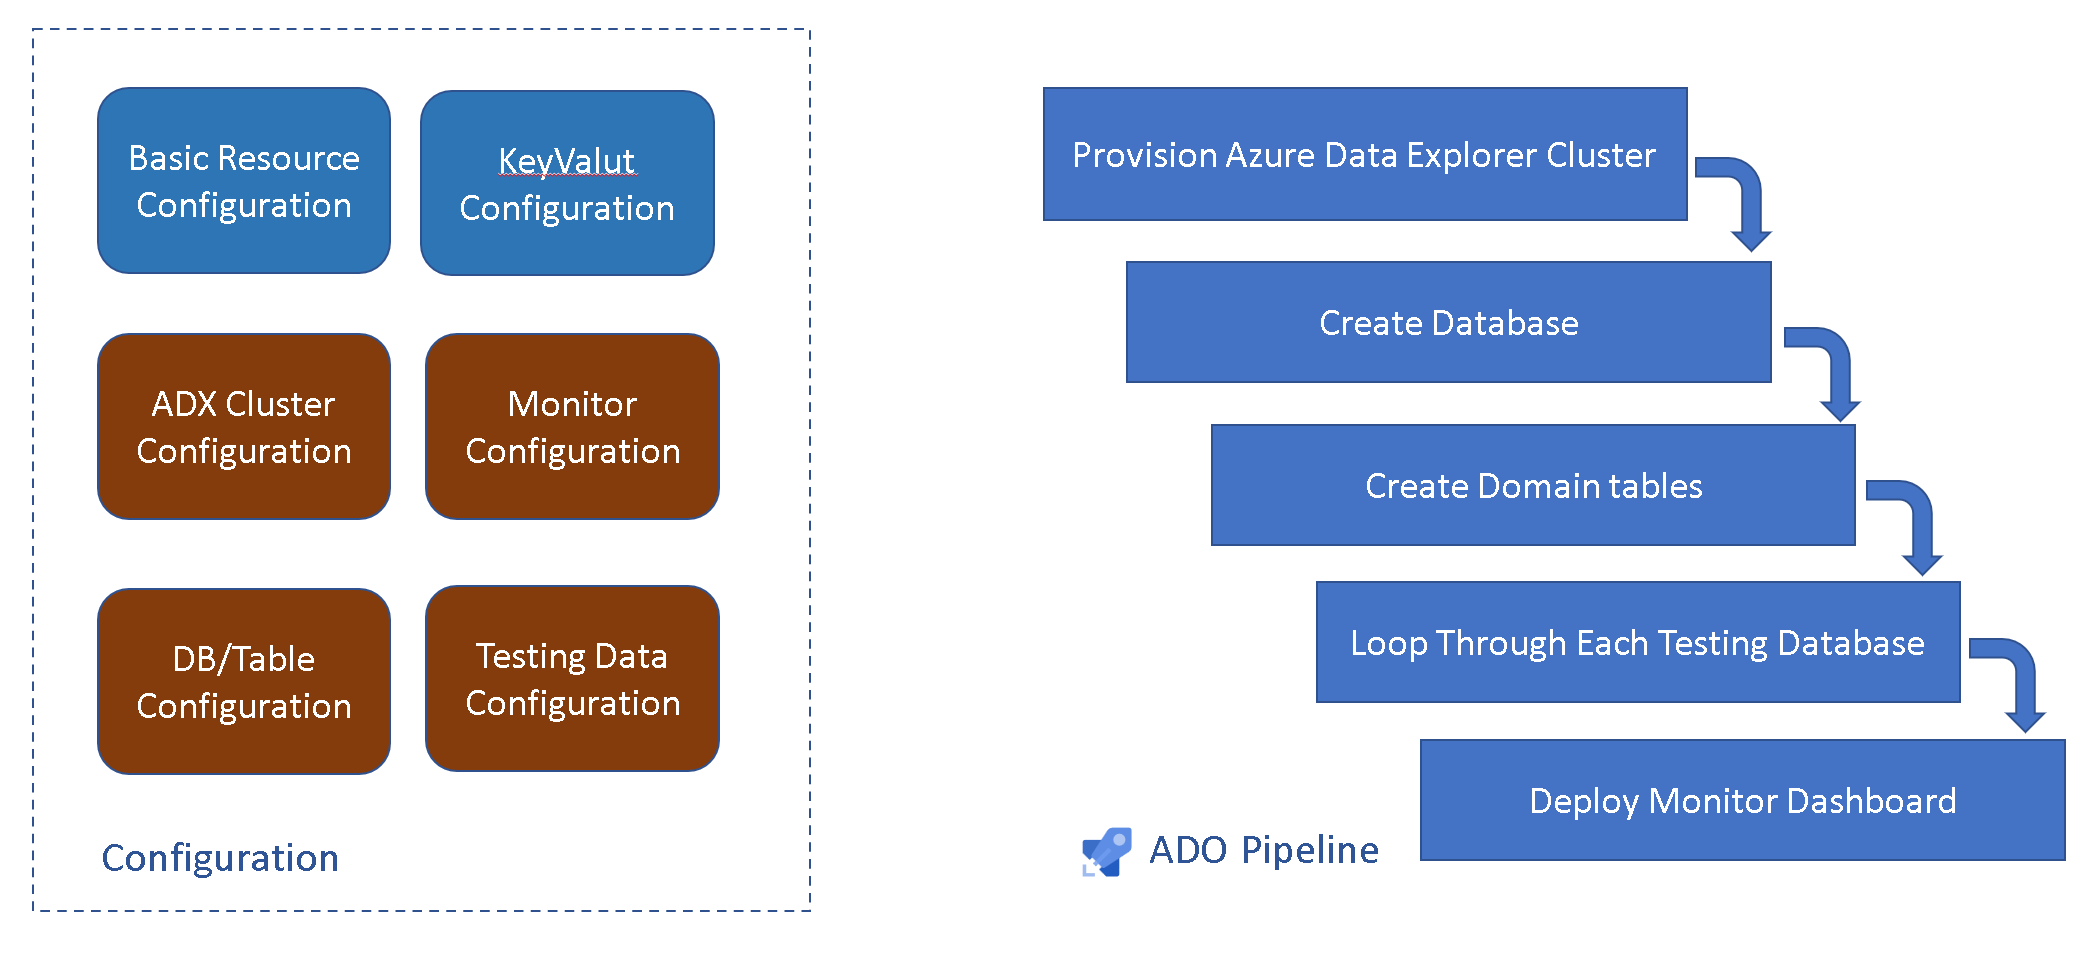 Basic Resource
Configuration
KeyValut
Configuration
ADX Cluster
Configuration
Monitor
Configuration
DB/Table
Configuration
Testing Data
Configuration
Configuration
Provision Azure Data Explorer Cluster
Create Database
Create Domain tables
Loop Through Each Testing Database
Deploy Monitor Dashboard
ADO Pipeline